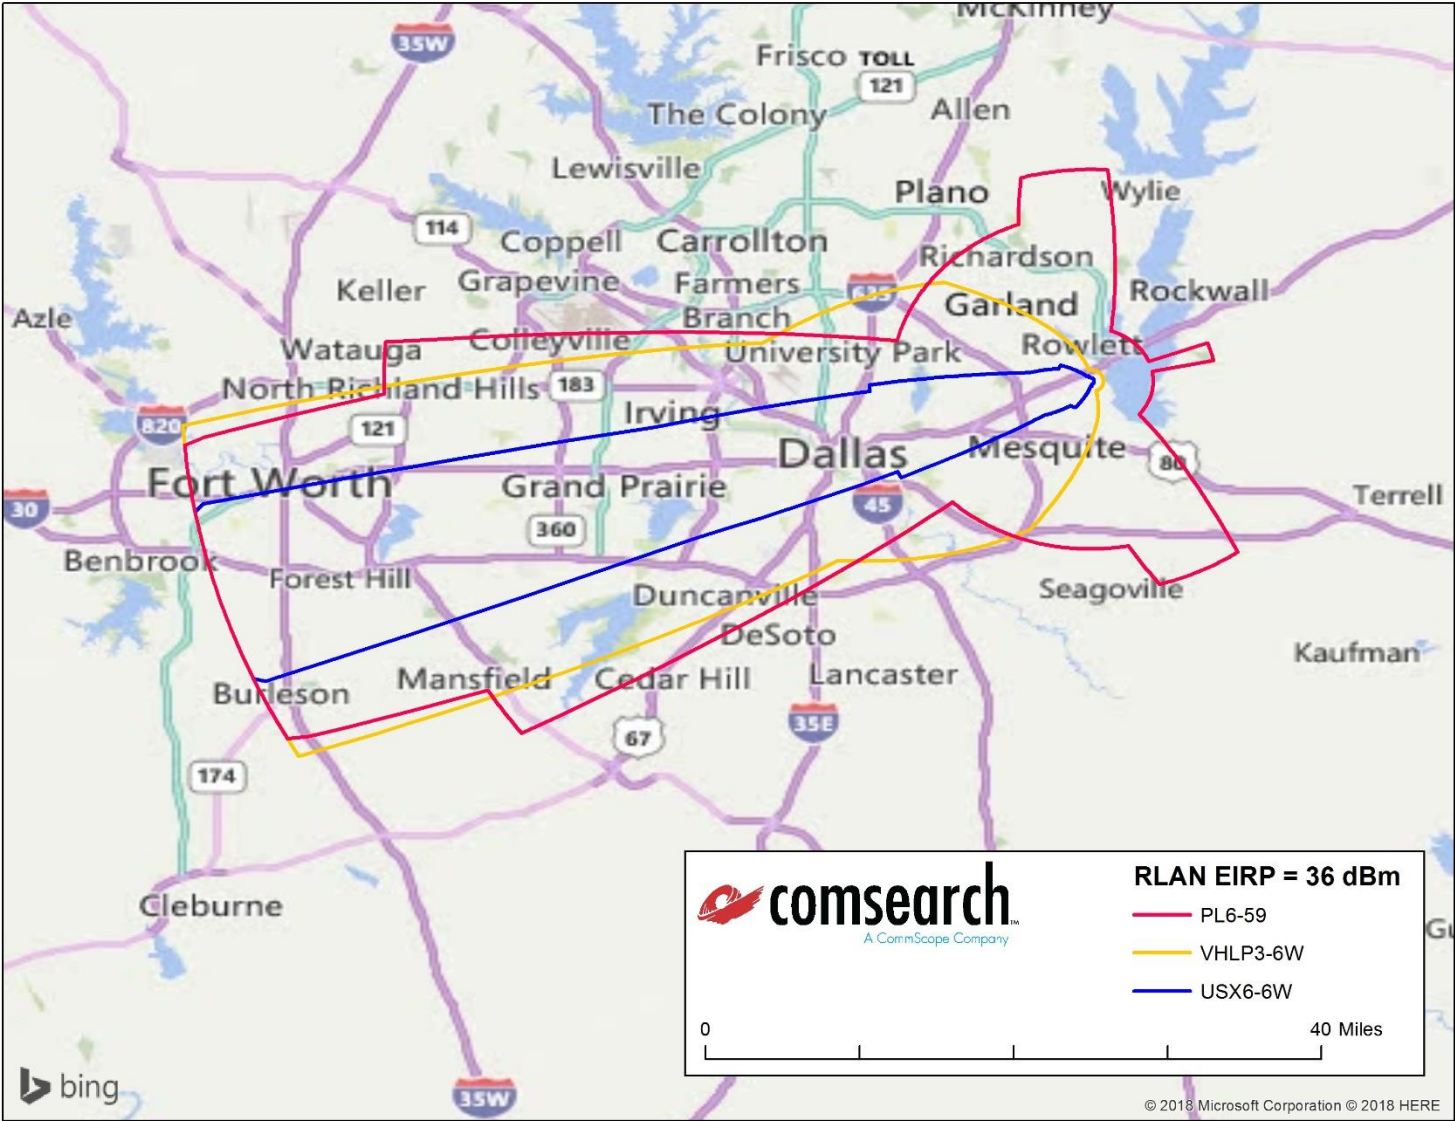 McKinney
35W
Frisco TOLL
121
Allen
The Colony
Lewisville
Plano
Wylie
114
Coppell
Carrollton
Richardson
Grapevine
Farmers
Branch
Keller
635
Garland
Rockwall
Azle
Watauga
Colleyville
University Park
Rowlett
North Richland Hills
183
820
121
Irving
Dallas
Mesquite
80
Fort Worth
Grand Prairie
30
360
45
Terrell
Benbrook
Forest Hill
Duncanville
Seagoville
DeSoto
Kaufman
Burleson
Mansfield
Cedar Hill
Lancaster
67
35E
174
Cleburne
comsearch™
A CommScope Company
RLAN EIRP = 36 dBm
PL6-59
VHLP3-6W
USX6-6W
0
40 Miles
bing
35W
© 2018 Microsoft Corporation © 2018 HERE